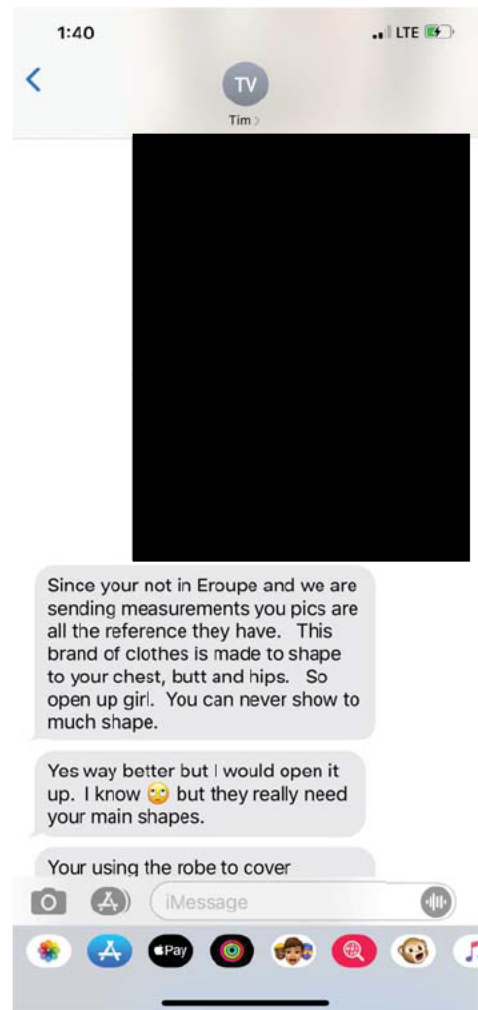 1:40
LTE
TV
Tim >
Since your not in Eroupe and we are
sending measurements you pics are
all the reference they have. This
brand of clothes is made to shape
to your chest, butt and hips. So
open up girl. You can never show to
much shape.
Yes way better but I would open it
up. I know 🙄 but they really need
your main shapes.
Your using the robe to cover
iMessage
Pay